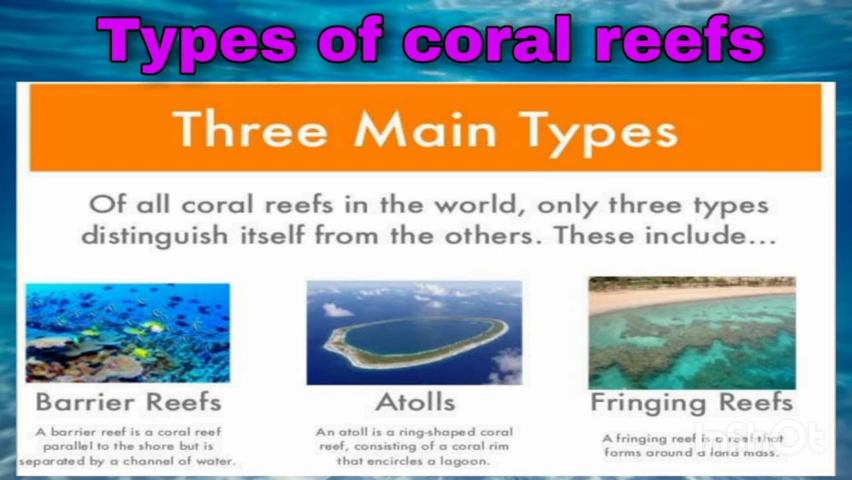 Types of coral reefs
Three Main Types
Of all coral reefs in the world, only three types
distinguish itself from the others. These include...
Barrier Reefs
A barrier reef is a coral reef
parallel to the shore but is
separated by a channel of water.
Atolls
An atoll is a ring-shaped coral
reef, consisting of a coral rim
that encircles a lagoon.
Fringing Reefs
A fringing reef is a reef that
forms around a land mass.
InShOt